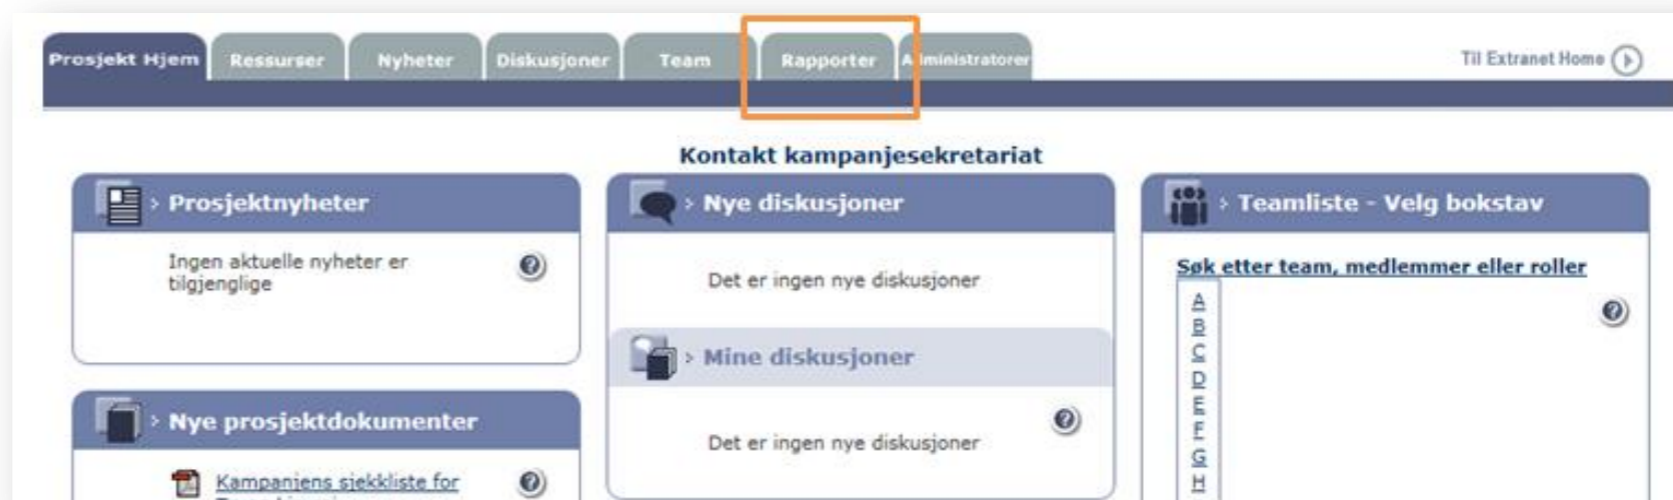 Prosjekt Hjem
Ressurser
Nyheter
Diskusjoner
Team
Rapporter
Administratorer
Til Extranet Home
Kontakt kampanjesekretariat
Prosjektnyheter
Ingen aktuelle nyheter er
tilgjenglige
Nye prosjektdokumenter
Kampanjens sjekkliste for
Nye diskusjoner
Det er ingen nye diskusjoner
Mine diskusjoner
Det er ingen nye diskusjoner
Teamliste - Velg bokstav
Søk etter team, medlemmer eller roller
A
B
C
D
E
F
G
H